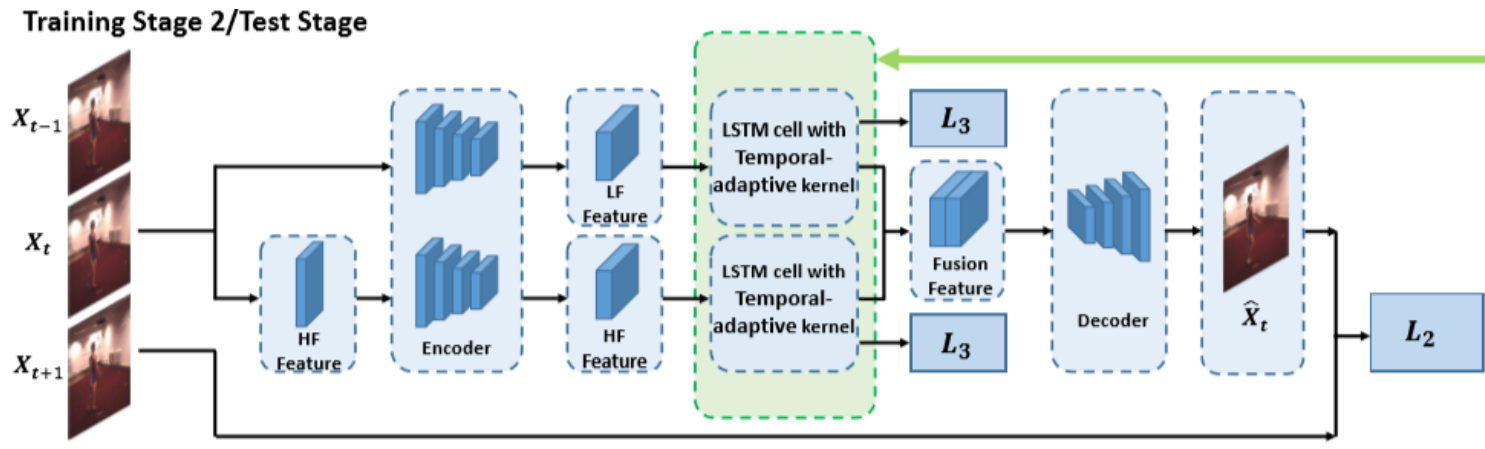 Training Stage 2/Test Stage
X_{t-1}
X_t
X_{t+1}
HF
Feature
Encoder
LF
Feature
HF
Feature
LSTM cell with
Temporal-
adaptive kernel
LSTM cell with
Temporal-
adaptive kernel
L_3
Fusion
Feature
L_3
Decoder
\hat{X}_t
L_2